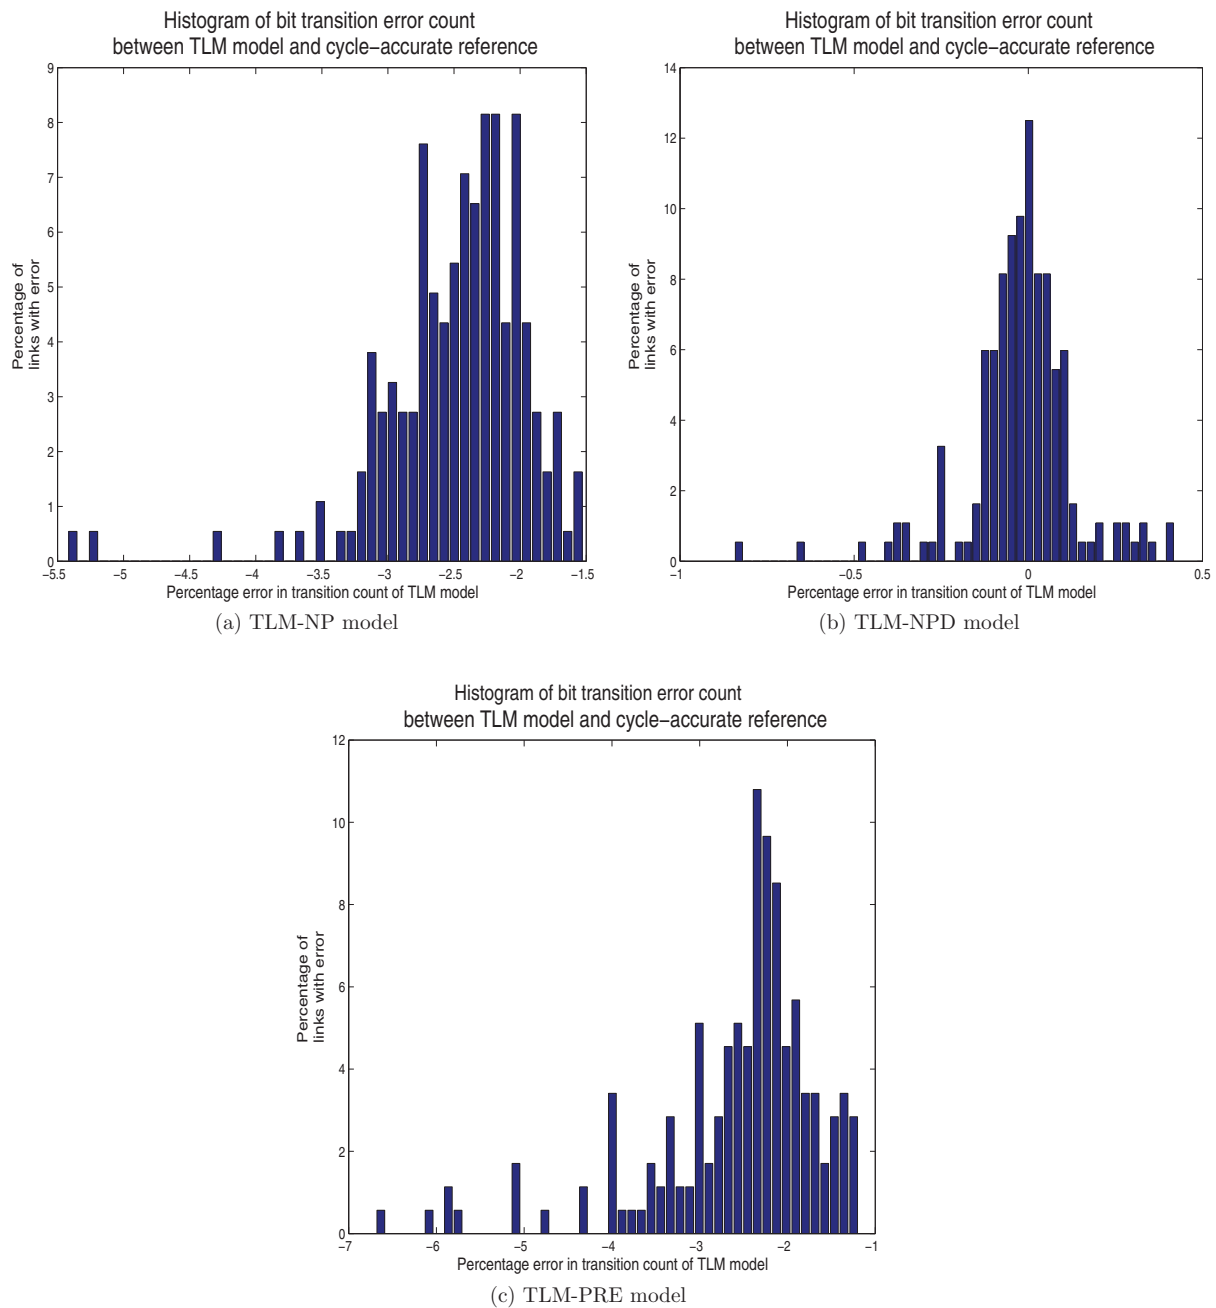 Histogram of bit transition error count
between TLM model and cycle−accurate reference
9
8
7
6
5
4
3
2
1
0
Percentage of
links with error
−5.5 −5 −4.5 −4 −3.5 −3 −2.5 −2 −1.5
Percentage error in transition count of TLM model
(a) TLM-NP model
Histogram of bit transition error count
between TLM model and cycle−accurate reference
14
12
10
8
6
4
2
0
Percentage of
links with error
−1 −0.5 0 0.5
Percentage error in transition count of TLM model
(b) TLM-NPD model
Histogram of bit transition error count
between TLM model and cycle−accurate reference
12
10
8
6
4
2
0
Percentage of
links with error
−7 −6 −5 −4 −3 −2 −1
Percentage error in transition count of TLM model
(c) TLM-PRE model